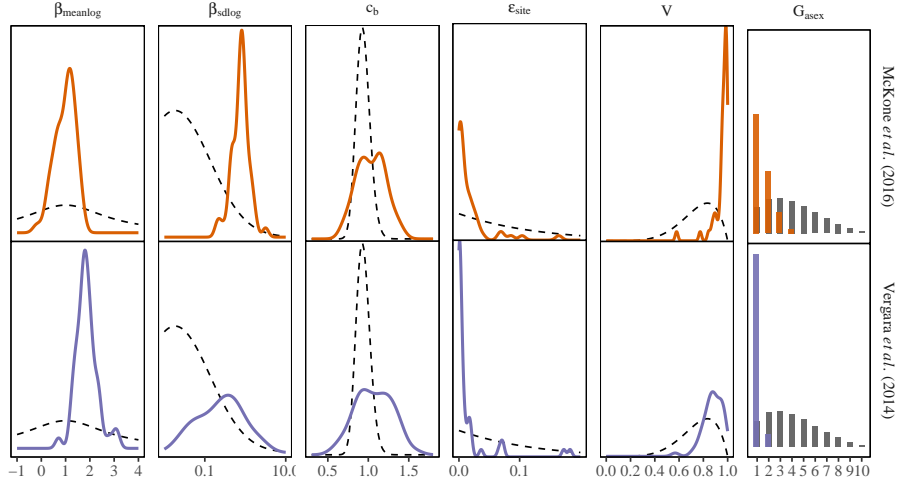 βmeanlog βsdlog cb εsite V Gasex
McKone et al. (2016)
Vergara et al. (2014)
−1 0 1 2 3 4 0.1 10.0 0.5 1.0 1.5 0.0 0.1 0.0 0.2 0.4 0.6 0.8 1.0 1 2 3 4 5 6 7 8 9 10